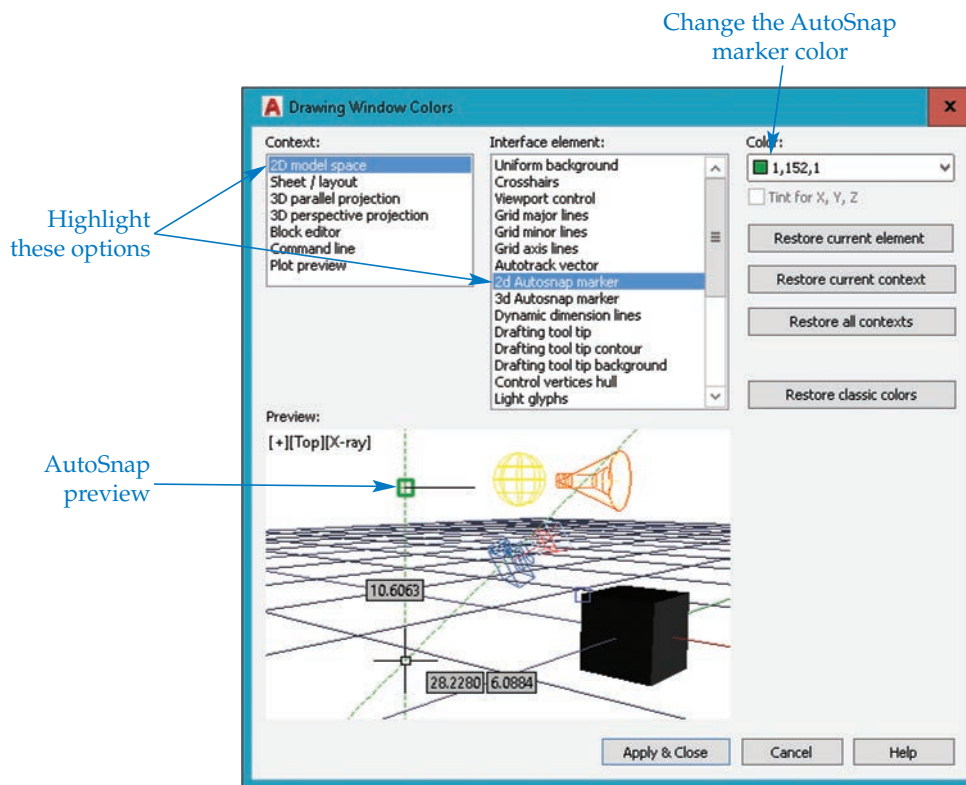 Change the AutoSnap
marker color
Drawing Window Colors
x
Context:
2D model space
Sheet / layout
3D parallel projection
3D perspective projection
Block editor
Command line
Plot preview
Interface element:
Uniform background
Crosshairs
Viewport control
Grid major lines
Grid minor lines
Grid axis lines
Autotrack vector
2d Autosnap marker
3d Autosnap marker
Dynamic dimension lines
Drafting tool tip
Drafting tool tip contour
Drafting tool tip background
Control vertices hull
Light glyphs
Color:
1,152,1
Tint for X, Y, Z
Restore current element
Restore current context
Restore all contexts
Restore classic colors
Highlight
these options
Preview:
[+][Top][X-ray]
AutoSnap
preview
10.6063
28.2280 6.0884
Apply & Close
Cancel
Help